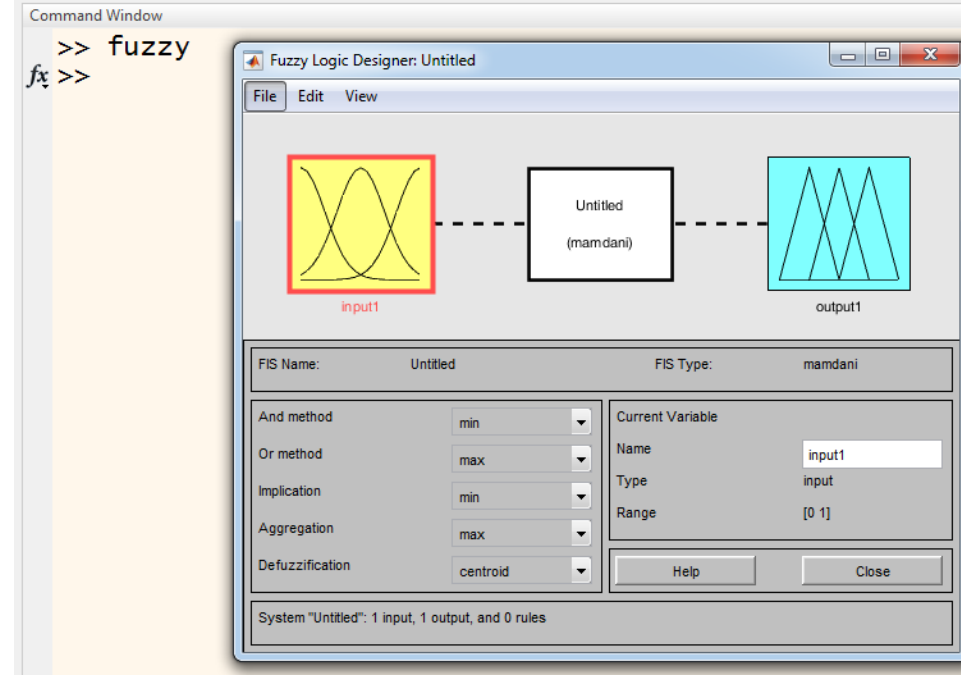 Command Window
>> fuzzy
fx >>
Fuzzy Logic Designer: Untitled
File Edit View
Untitled
(mamdani)
input1
output1
FIS Name: Untitled FIS Type: mamdani
And method min
Or method max
Implication min
Aggregation max
Defuzzification centroid
Current Variable
Name input1
Type input
Range [0 1]
Help Close
System "Untitled": 1 input, 1 output, and 0 rules